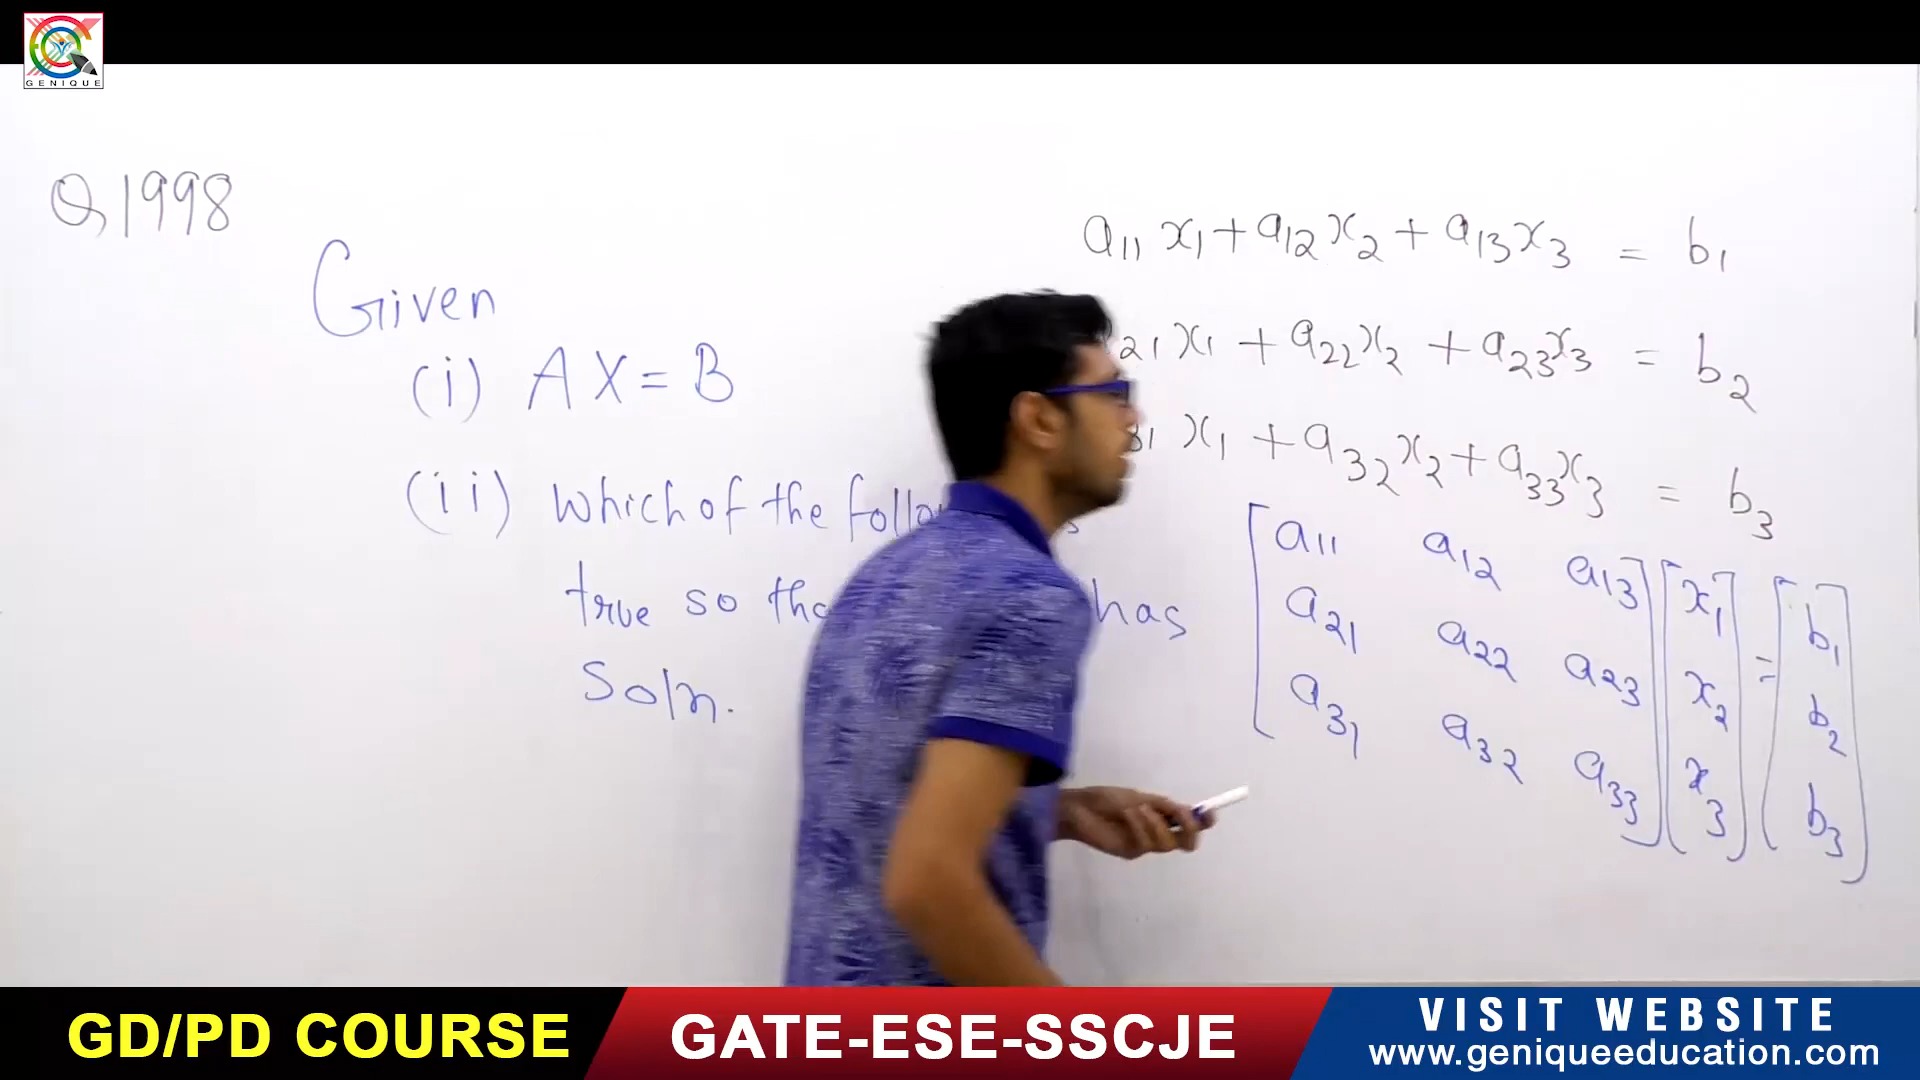 GENIQUE
Q, 1998
Given
(i) AX = B
(ii) which of the
true so has
Soln.
a11 x1 + a12 x2 + a13 x3 = b1
21 x1 + a22 x2 + a23 x3 = b2
31 x1 + a32 x2 + a33 x3 = b3
[a11 a12 a13] [x1] = [b1]
[a21 a22 a23] [x2] [b2]
[a31 a32 a33] [x3] [b3]
GD/PD COURSE
GATE-ESE-SSCJE
VISIT WEBSITE
www.geniqueeducation.com